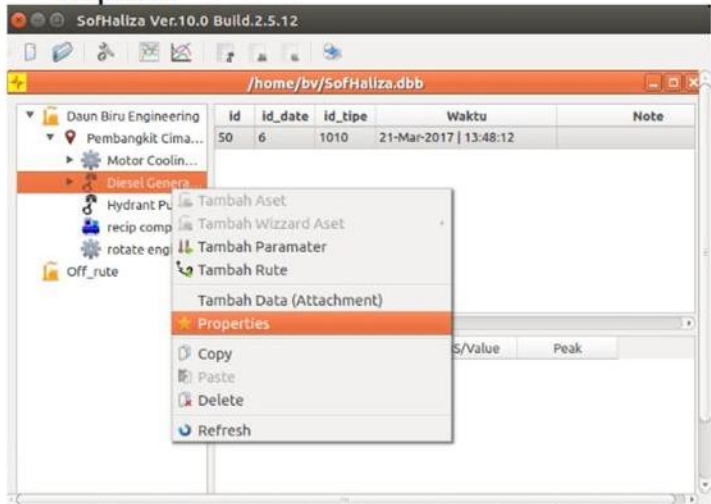 SofHaliza Ver.10.0 Build.2.5.12
/home/bv/SofHaliza.dbb
Daun Biru Engineering
id id_date id_tipe Waktu Note
Pembangkit Cima...
50 6 1010 21-Mar-2017 | 13:48:12
Motor Coolin...
Diesel Genera...
Hydrant Pu
recip comp
rotate eng
Off_rute
Tambah Aset
Tambah Wizzard Aset
Tambah Paramater
Tambah Rute
Tambah Data (Attachment)
Properties
Copy
Paste
Delete
Refresh
S/Value Peak